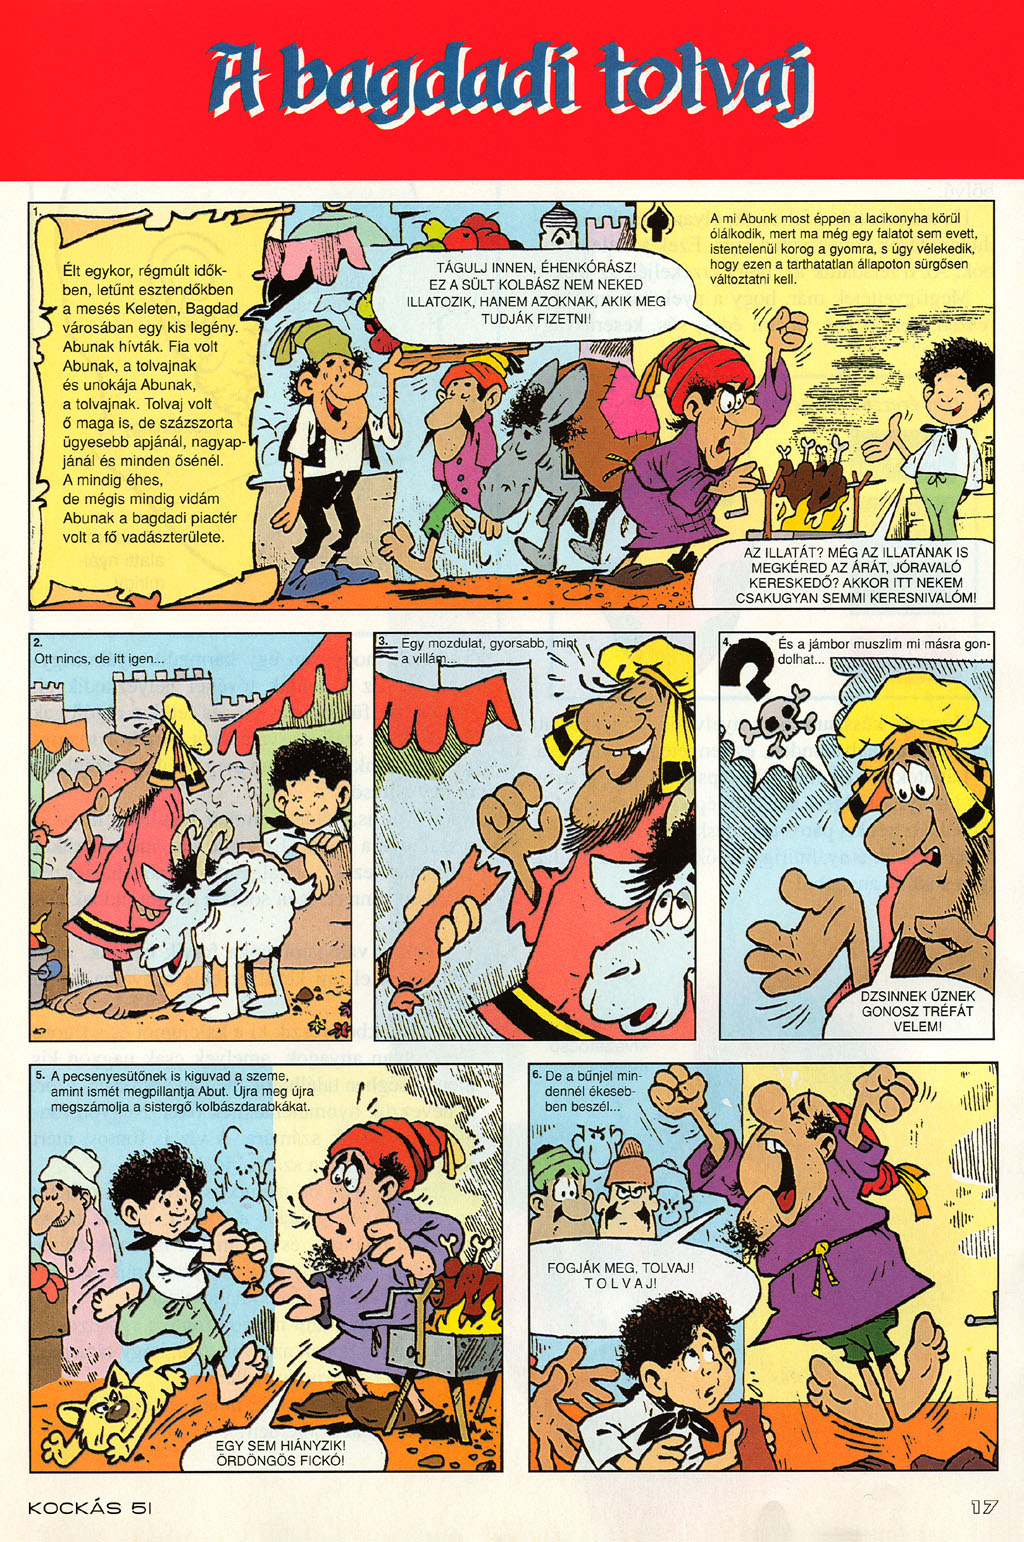 A bagdadi tolvaj
1.
Élt egykor, régmúlt idők-
ben, letűnt esztendőkben
a mesés Keleten, Bagdad
városában egy kis legény.
Abunak hívták. Fia volt
Abunak, a tolvajnak
és unokája Abunak,
a tolvajnak. Tolvaj volt
ő maga is, de százszorta
ügyesebb apjánál, nagyap-
jánál és minden ősénél.
A mindig éhes,
de mégis mindig vidám
Abunak a bagdadi piactér
volt a fő vadászterülete.
TÁGULJ INNEN, ÉHENKÓRÁSZ!
EZ A SÜLT KOLBÁSZ NEM NEKED
ILLATOZIK, HANEM AZOKNAK, AKIK MEG
TUDJÁK FIZETNI!
A mi Abunk most éppen a lacikonyha körül
ólálkodik, mert ma még egy falatot sem evett,
istentelenül korog a gyomra, s úgy vélekedik,
hogy ezen a tarthatatlan állapoton sürgősen
változtatni kell.
AZ ILLATÁT? MÉG AZ ILLATÁNAK IS
MEGKÉRED AZ ÁRÁT, JÓRAVALÓ
KERESKEDŐ? AKKOR ITT NEKEM
CSAKUGYAN SEMMI KERESNIVALÓM!
2.
Ott nincs, de itt igen...
3. Egy mozdulat, gyorsabb, mint
a villám...
4. És a jámbor muszlim mi másra gon-
dolhat...
DZSINNEK ŰZNEK
GONOSZ TRÉFÁT
VELEM!
5. A pecsenyesütőnek is kiguvad a szeme,
amint ismét megpillantja Abut. Újra meg újra
megszámolja a sistergő kolbászdarabkákat.
EGY SEM HIÁNYZIK!
ÖRDÖNGÖS FICKÓ!
6. De a bűnjel min-
dennél ékeseb-
ben beszél...
FOGJÁK MEG, TOLVAJ!
T O L V A J!
KOCKÁS 51
17